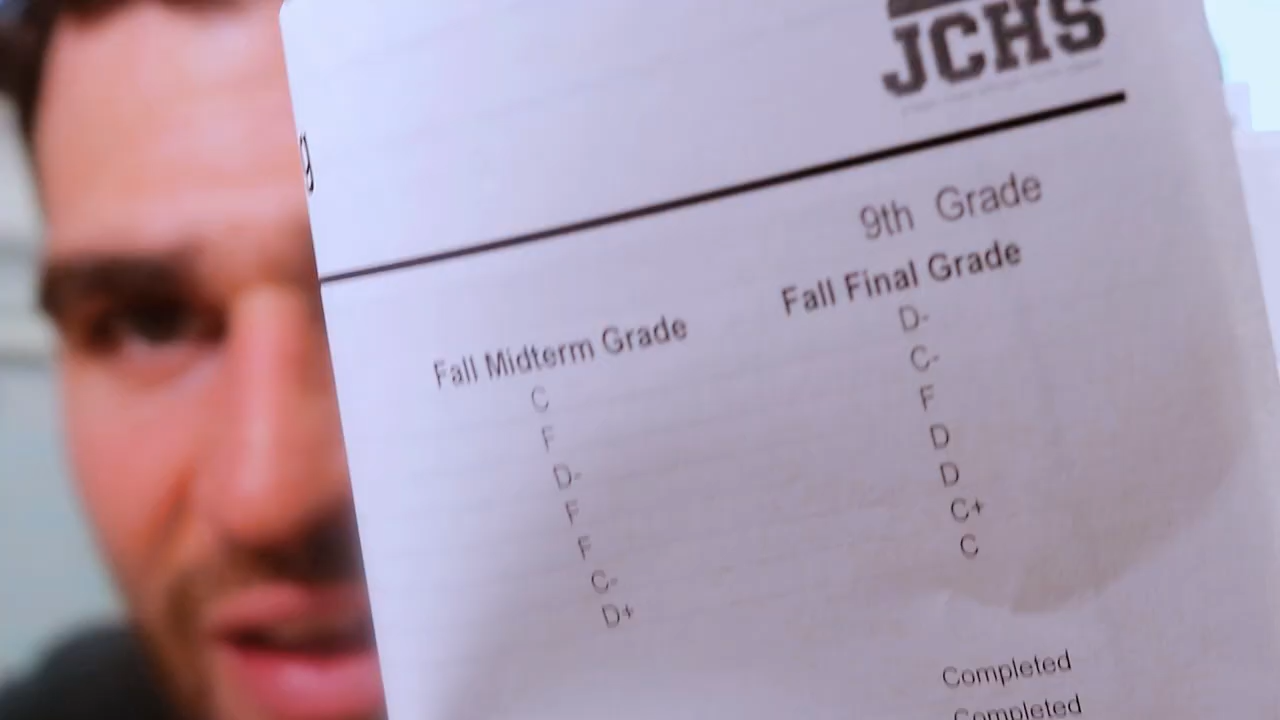 JCHS
g
9th Grade
Fall Midterm Grade Fall Final Grade
C D-
F C-
D- F
F D
F D
C- C+
D+ C
Completed
Completed